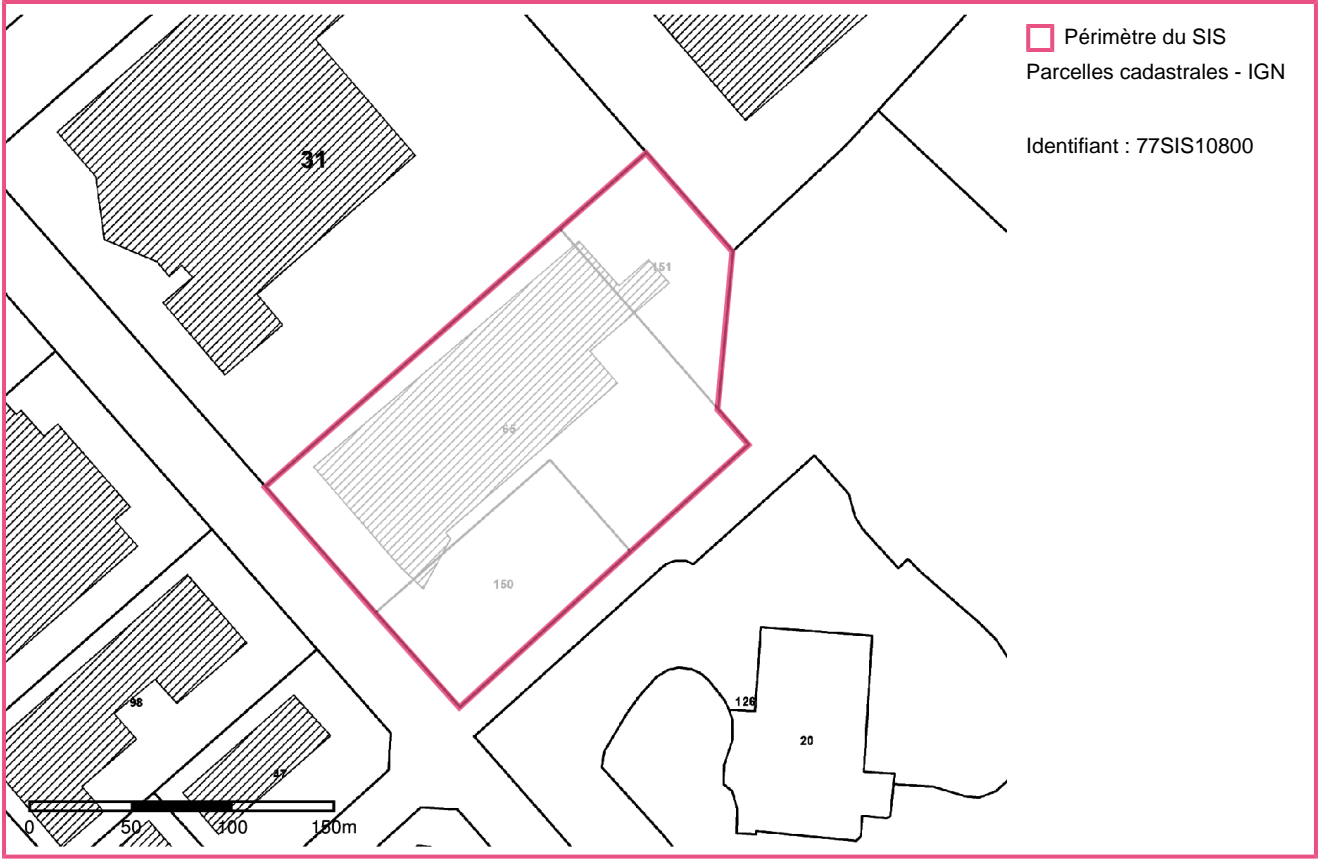 Périmètre du SIS
Parcelles cadastrales - IGN
Identifiant : 77SIS10800
31
151
65
150
98
126
20
47
0 50 100 150m